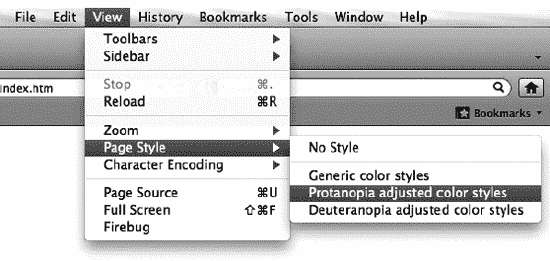 File Edit View History Bookmarks Tools Window Help
Toolbars
Sidebar
index.htm
Stop ⌘.
Reload ⌘R
Bookmarks
Zoom
Page Style
No Style
Character Encoding
Generic color styles
Page Source ⌘U
Protanopia adjusted color styles
Full Screen ⇧⌘F
Deuteranopia adjusted color styles
Firebug